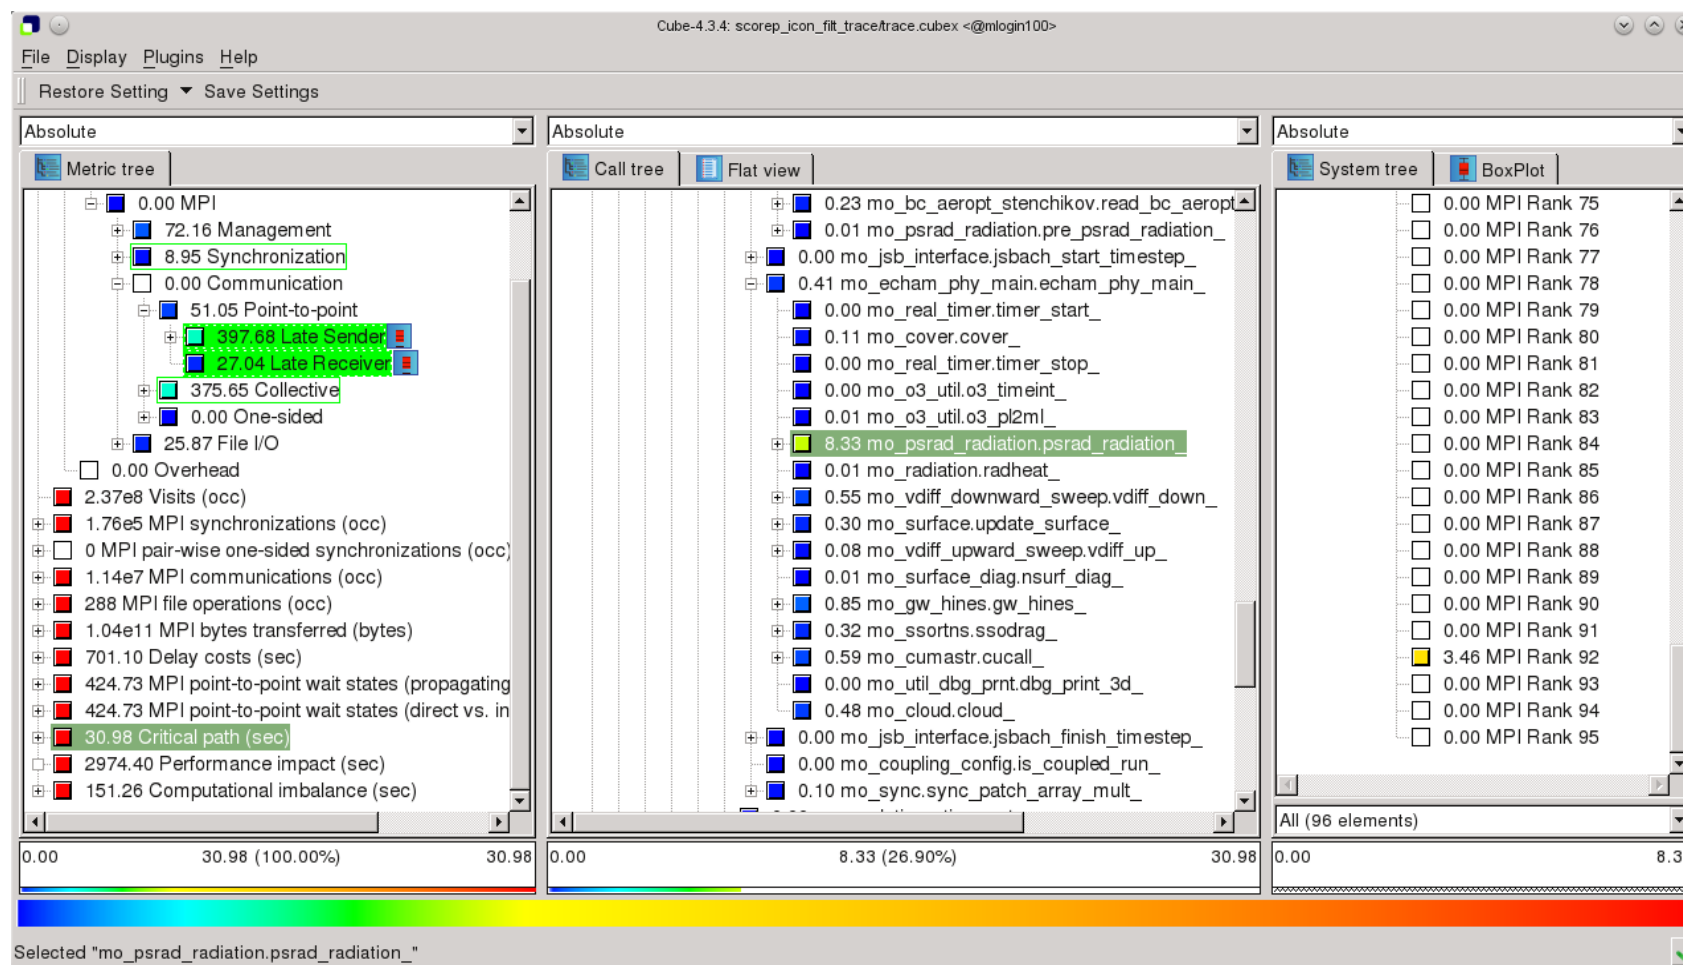 Cube-4.3.4: scorep_icon_filt_trace/trace.cubex <@mlogin100>
File Display Plugins Help
Restore Setting Save Settings
Absolute
Metric tree
0.00 MPI
72.16 Management
8.95 Synchronization
0.00 Communication
51.05 Point-to-point
397.68 Late Sender
27.04 Late Receiver
375.65 Collective
0.00 One-sided
25.87 File I/O
0.00 Overhead
2.37e8 Visits (occ)
1.76e5 MPI synchronizations (occ)
0 MPI pair-wise one-sided synchronizations (occ)
1.14e7 MPI communications (occ)
288 MPI file operations (occ)
1.04e11 MPI bytes transferred (bytes)
701.10 Delay costs (sec)
424.73 MPI point-to-point wait states (propagating
424.73 MPI point-to-point wait states (direct vs. in
30.98 Critical path (sec)
2974.40 Performance impact (sec)
151.26 Computational imbalance (sec)
0.00 30.98 (100.00%) 30.98
Absolute
Call tree Flat view
0.23 mo_bc_aeropt_stenchikov.read_bc_aeropt
0.01 mo_psrad_radiation.pre_psrad_radiation_
0.00 mo_jsb_interface.jsbach_start_timestep_
0.41 mo_echam_phy_main.echam_phy_main_
0.00 mo_real_timer.timer_start_
0.11 mo_cover.cover_
0.00 mo_real_timer.timer_stop_
0.00 mo_o3_util.o3_timeint_
0.01 mo_o3_util.o3_pl2ml_
8.33 mo_psrad_radiation.psrad_radiation_
0.01 mo_radiation.radheat_
0.55 mo_vdiff_downward_sweep.vdiff_down_
0.30 mo_surface.update_surface_
0.08 mo_vdiff_upward_sweep.vdiff_up_
0.01 mo_surface_diag.nsurf_diag_
0.85 mo_gw_hines.gw_hines_
0.32 mo_ssortns.ssodrag_
0.59 mo_cumastr.cucall_
0.00 mo_util_dbg_prnt.dbg_print_3d_
0.48 mo_cloud.cloud_
0.00 mo_jsb_interface.jsbach_finish_timestep_
0.00 mo_coupling_config.is_coupled_run_
0.10 mo_sync.sync_patch_array_mult_
0.00 8.33 (26.90%) 30.98
Absolute
System tree BoxPlot
0.00 MPI Rank 75
0.00 MPI Rank 76
0.00 MPI Rank 77
0.00 MPI Rank 78
0.00 MPI Rank 79
0.00 MPI Rank 80
0.00 MPI Rank 81
0.00 MPI Rank 82
0.00 MPI Rank 83
0.00 MPI Rank 84
0.00 MPI Rank 85
0.00 MPI Rank 86
0.00 MPI Rank 87
0.00 MPI Rank 88
0.00 MPI Rank 89
0.00 MPI Rank 90
0.00 MPI Rank 91
3.46 MPI Rank 92
0.00 MPI Rank 93
0.00 MPI Rank 94
0.00 MPI Rank 95
All (96 elements)
0.00 8.3
Selected "mo_psrad_radiation.psrad_radiation_"